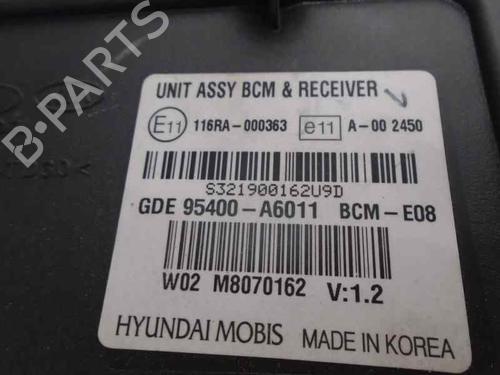 UNIT ASSY BCM & RECEIVER
E11 116RA-000363 e11 A-00 2450
S321900162U9D
GDE 95400-A6011 BCM-E08
W02 M8070162 V:1.2
HYUNDAI MOBIS MADE IN KOREA